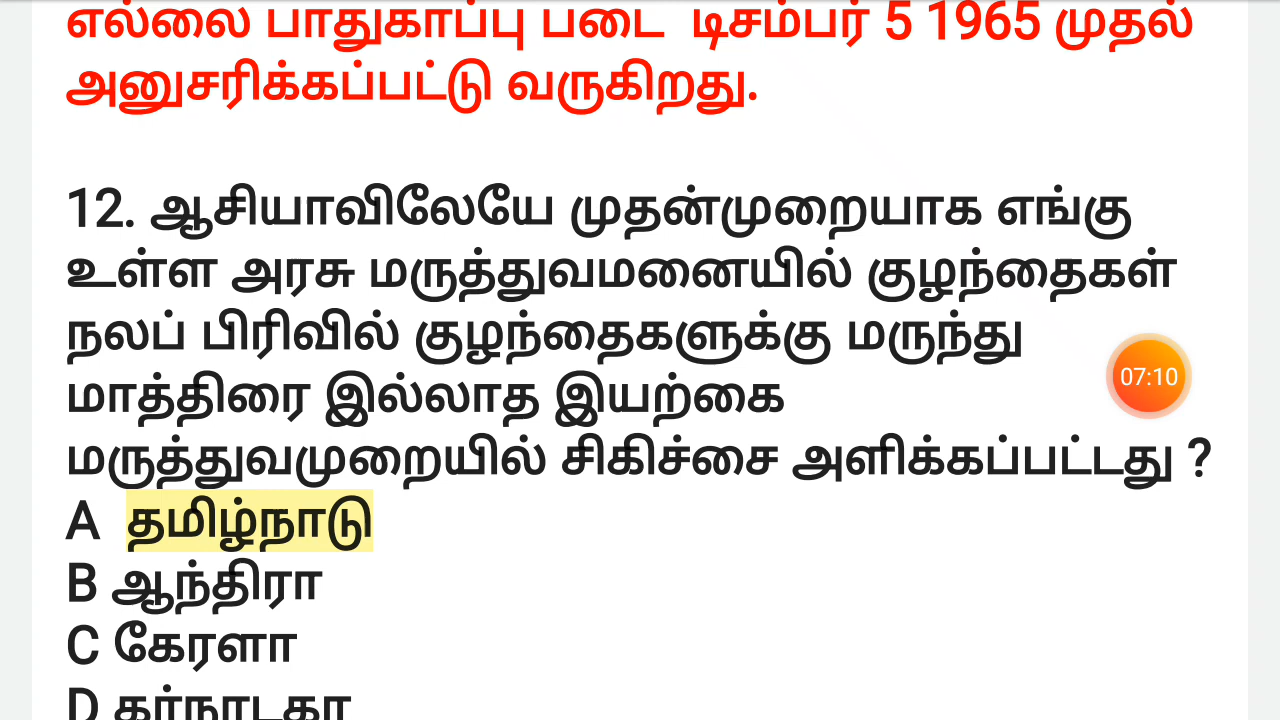 எல்லை பாதுகாப்பு படை டிசம்பர் 5 1965 முதல்
அனுசரிக்கப்பட்டு வருகிறது.
12. ஆசியாவிலேயே முதன்முறையாக எங்கு
உள்ள அரசு மருத்துவமனையில் குழந்தைகள்
நலப் பிரிவில் குழந்தைகளுக்கு மருந்து
மாத்திரை இல்லாத இயற்கை
07:10
மருத்துவமுறையில் சிகிச்சை அளிக்கப்பட்டது ?
A தமிழ்நாடு
B ஆந்திரா
C கேரளா
D கர்நாடகா